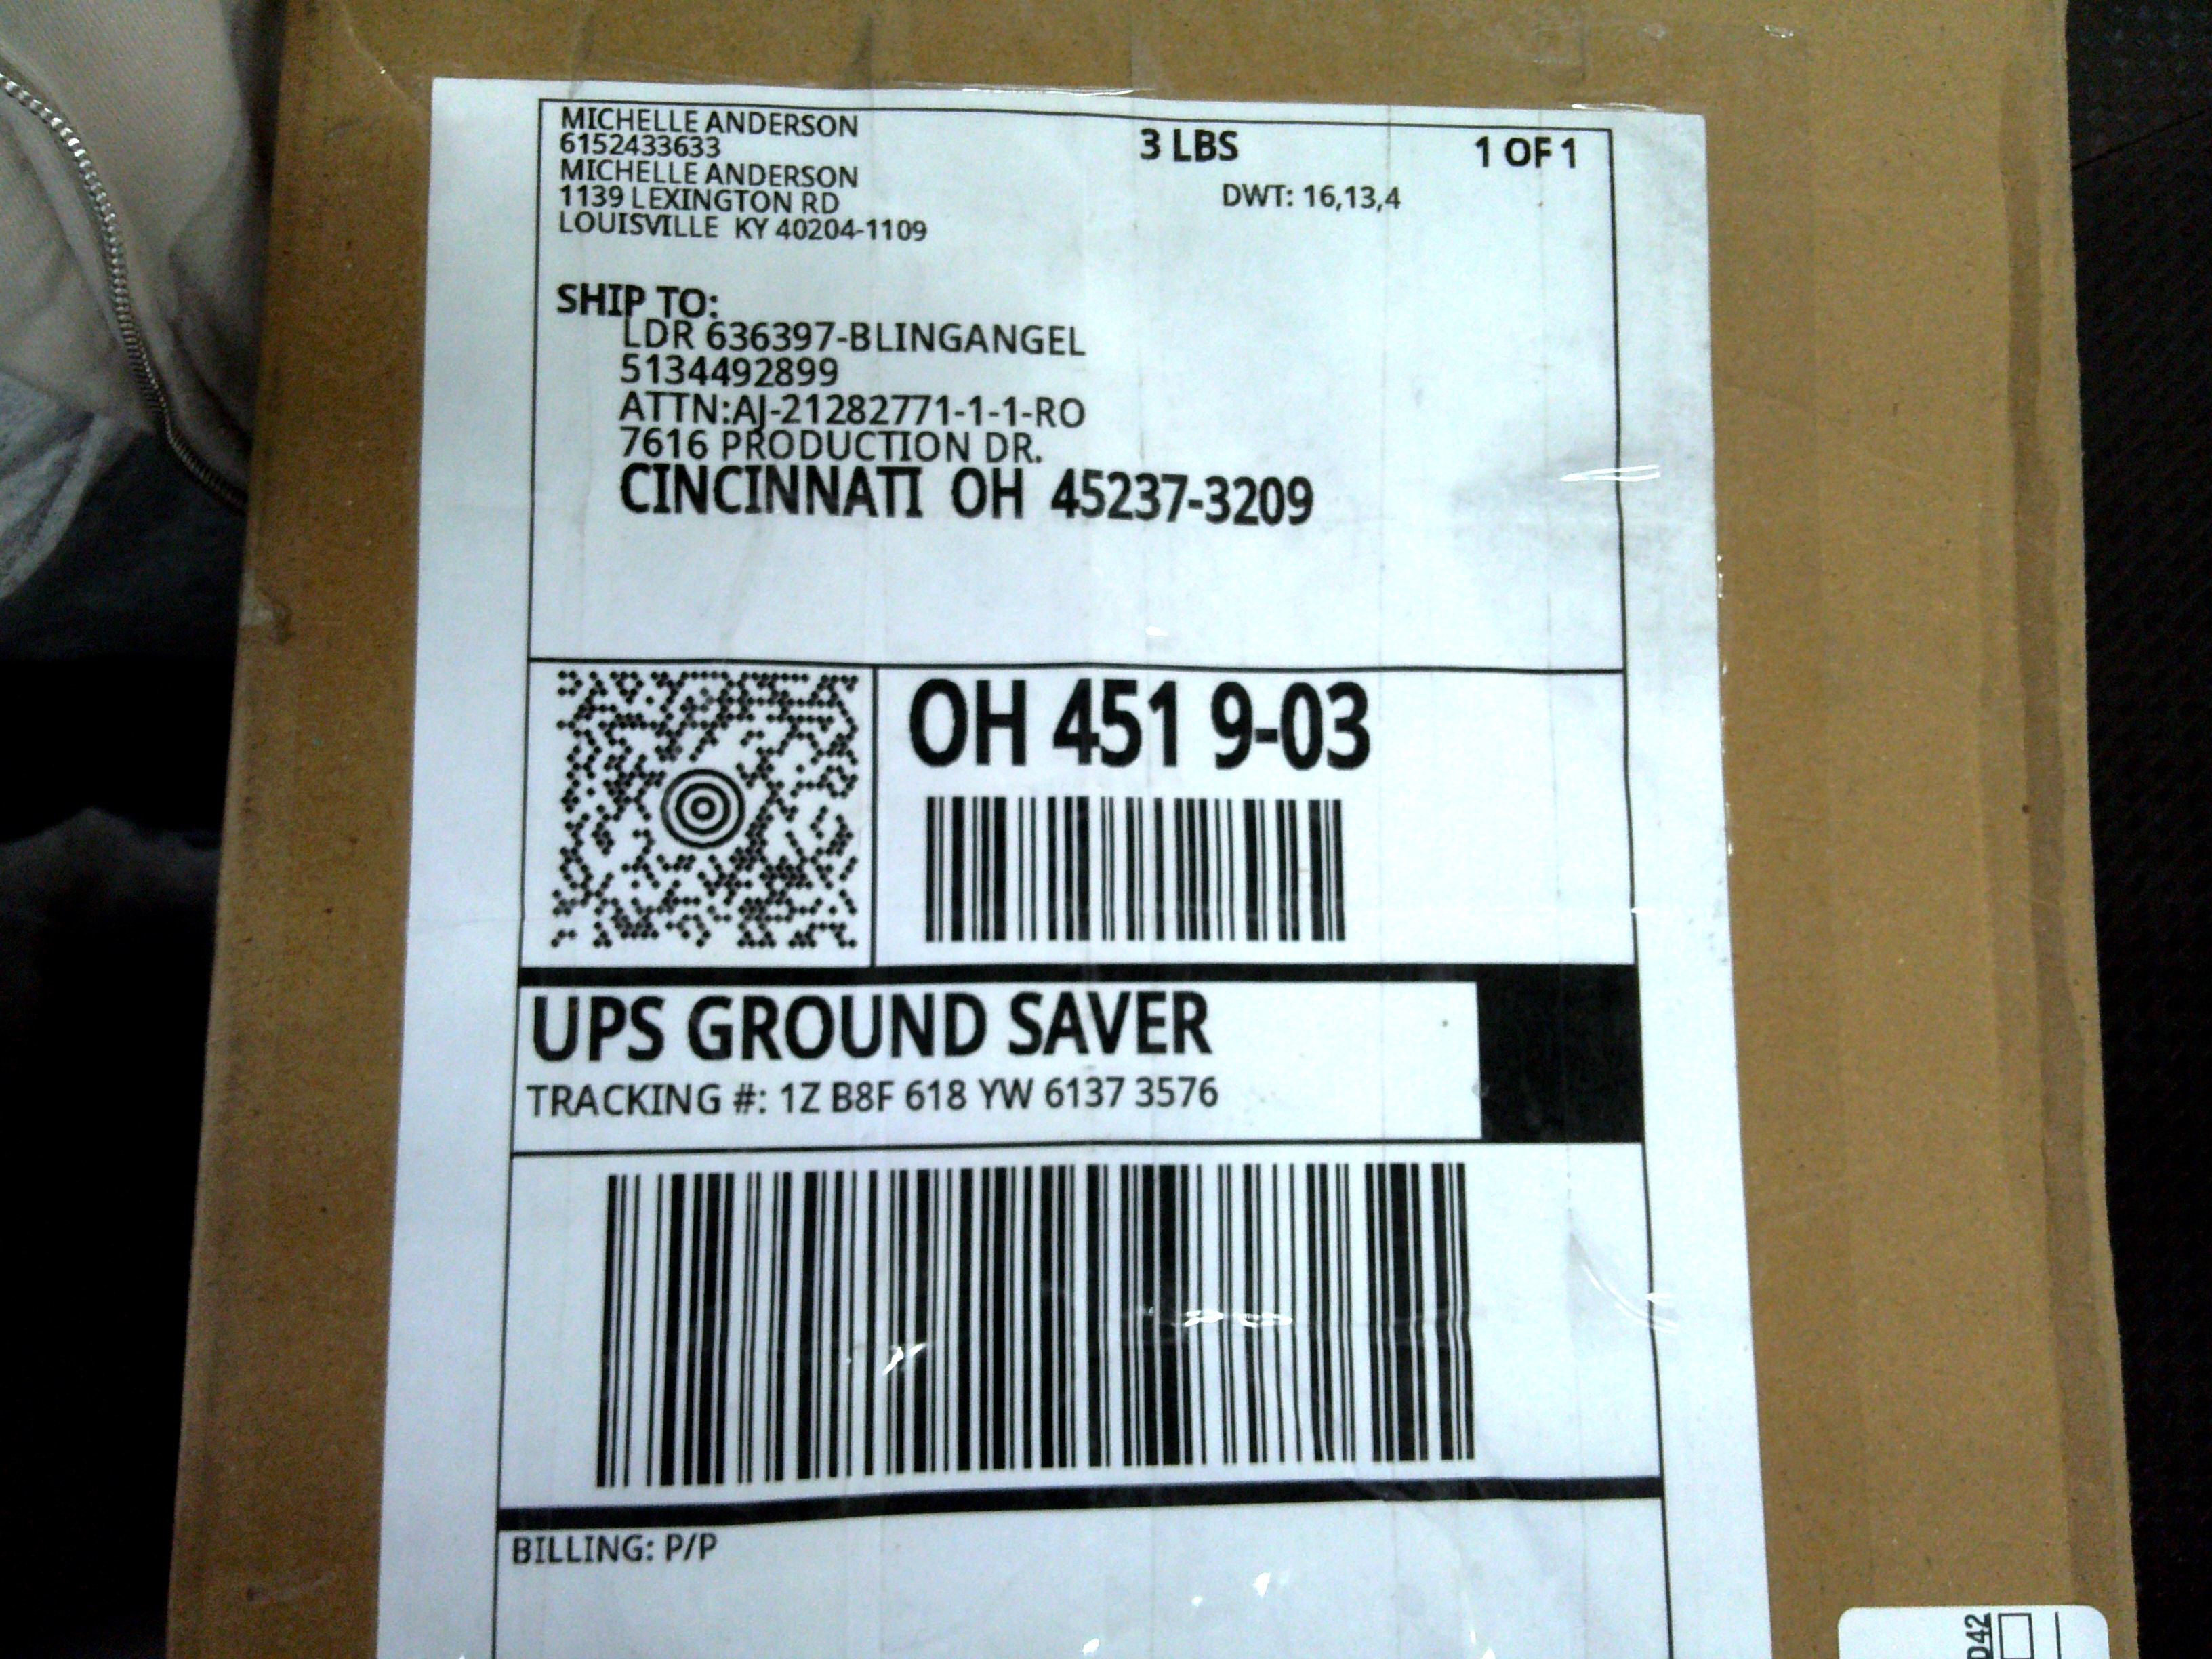 MICHELLE ANDERSON
6152433633
MICHELLE ANDERSON
1139 LEXINGTON RD
LOUISVILLE KY 40204-1109
3 LBS
1 OF 1
DWT: 16,13,4
SHIP TO:
LDR 636397-BLINGANGEL
5134492899
ATTN:AJ-21282771-1-1-RO
7616 PRODUCTION DR.
CINCINNATI OH 45237-3209
OH 451 9-03
UPS GROUND SAVER
TRACKING #: 1Z B8F 618 YW 6137 3576
BILLING: P/P